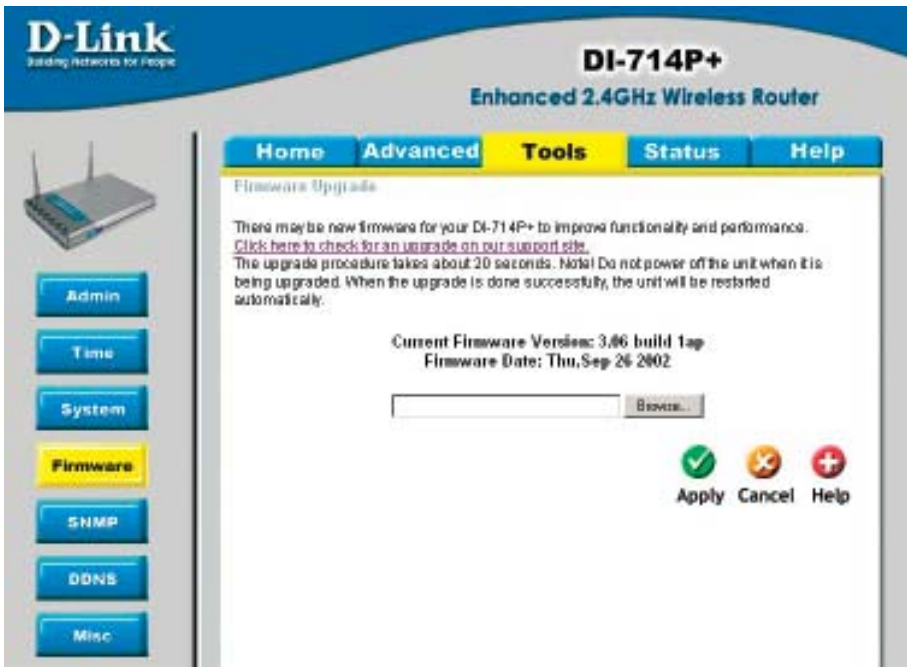 D-Link
Building Networks for People
DI-714P+
Enhanced 2.4GHz Wireless Router
Home Advanced Tools Status Help
Firmware Upgrade
There may be new firmware for your DI-714P+ to improve functionality and performance.
Click here to check for an upgrade on our support site.
The upgrade procedure takes about 20 seconds. Note! Do not power off the unit when it is
being upgraded. When the upgrade is done successfully, the unit will be restarted
automatically.
Current Firmware Version: 3.06 build 1ap
Firmware Date: Thu,Sep 26 2002
Browse...
Apply Cancel Help
Admin
Time
System
Firmware
SNMP
DDNS
Misc